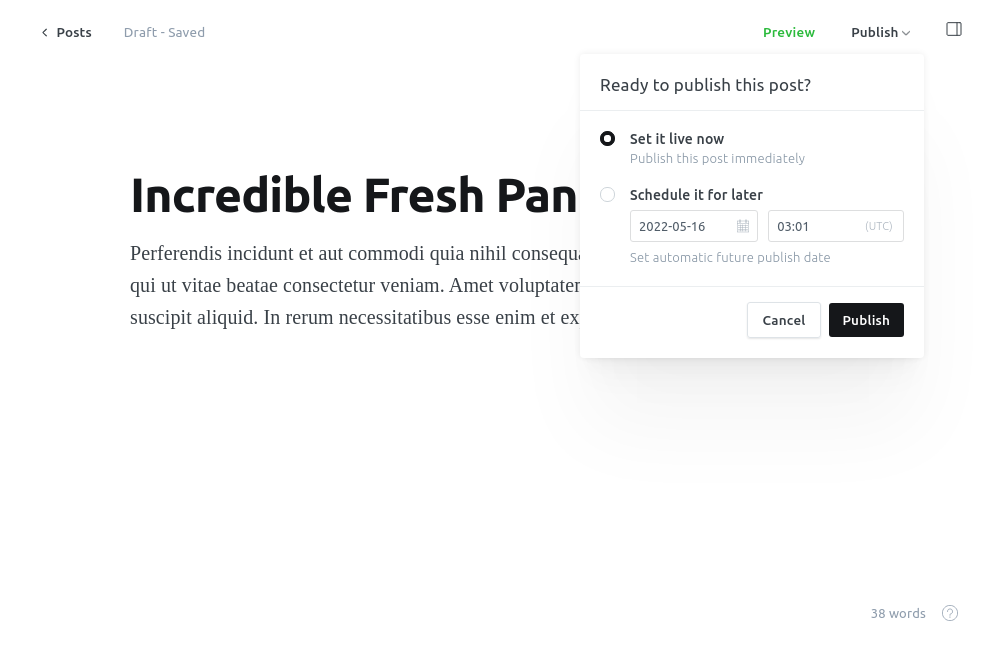 Posts
Draft - Saved
Preview
Publish
Ready to publish this post?
Set it live now
Publish this post immediately
Schedule it for later
2022-05-16
03:01
(UTC)
Set automatic future publish date
Cancel
Publish
Incredible Fresh Pan
Perferendis incidunt et aut commodi quia nihil
qui ut vitae beatae consectetur veniam. Amet
suscipit aliquid. In rerum necessitatibus esse enim et
38 words
?